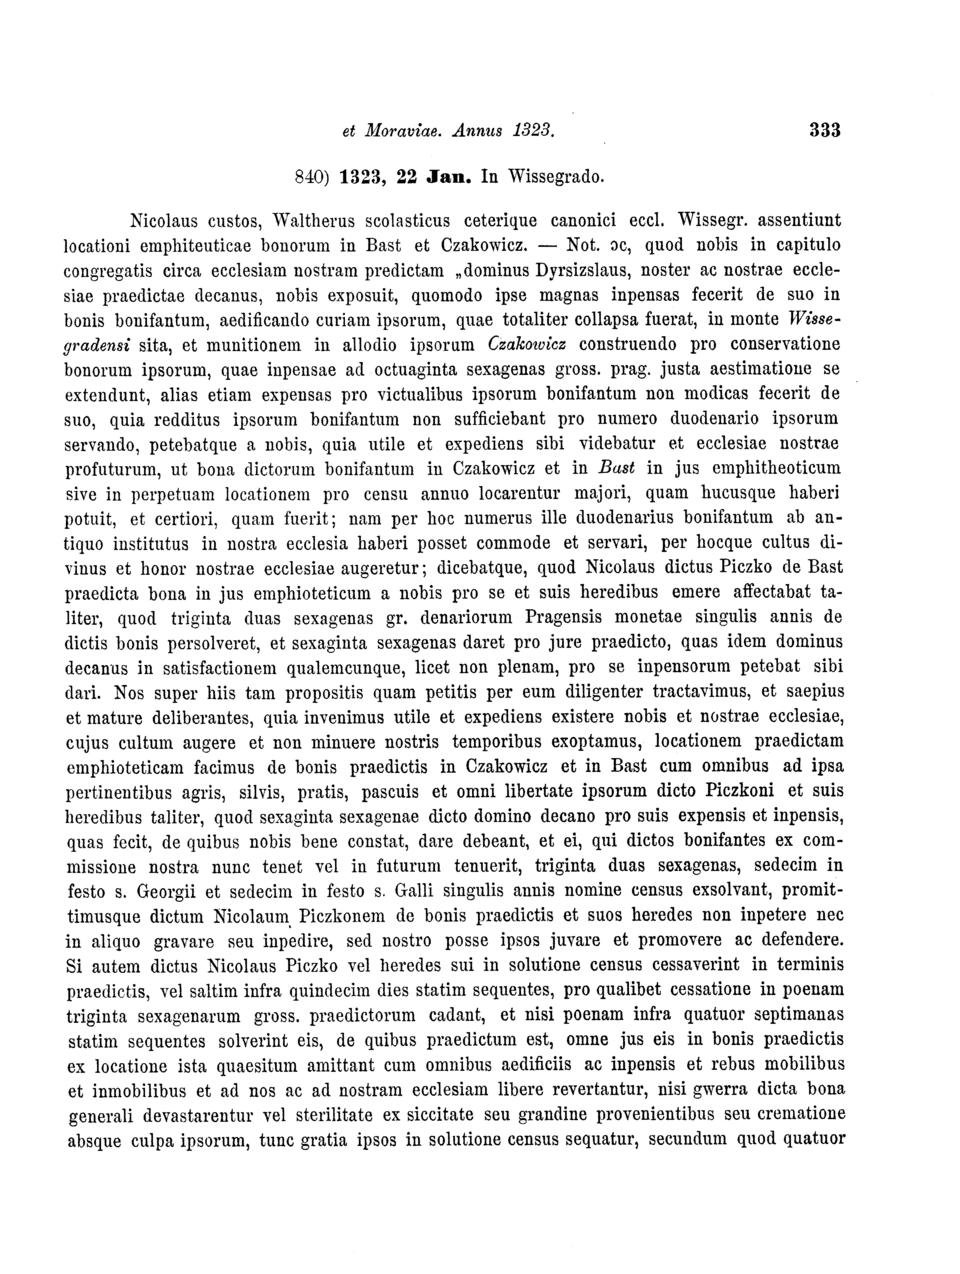 et Moraviae. Annus 1323. 333
840) 1323, 22 Jan. In Wissegrado.
Nicolaus custos, Waltherus scolasticus ceterique canonici eccl. Wissegr. assentiunt
locationi emphiteuticae bonorum in Bast et Czakowicz. — Not. ɔc, quod nobis in capitulo
congregatis circa ecclesiam nostram predictam „dominus Dyrsizslaus, noster ac nostrae eccle-
siae praedictae decanus, nobis exposuit, quomodo ipse magnas inpensas fecerit de suo in
bonis bonifantum, aedificando curiam ipsorum, quae totaliter collapsa fuerat, in monte Wisse-
gradensi sita, et munitionem in allodio ipsorum Czakowicz construendo pro conservatione
bonorum ipsorum, quae inpensae ad octuaginta sexagenas gross. prag. justa aestimatione se
extendunt, alias etiam expensas pro victualibus ipsorum bonifantum non modicas fecerit de
suo, quia redditus ipsorum bonifantum non sufficiebant pro numero duodenario ipsorum
servando, petebatque a nobis, quia utile et expediens sibi videbatur et ecclesiae nostrae
profuturum, ut bona dictorum bonifantum in Czakowicz et in Bast in jus emphitheoticum
sive in perpetuam locationem pro censu annuo locarentur majori, quam hucusque haberi
potuit, et certiori, quam fuerit; nam per hoc numerus ille duodenarius bonifantum ab an-
tiquo institutus in nostra ecclesia haberi posset commode et servari, per hocque cultus di-
vinus et honor nostrae ecclesiae augeretur; dicebatque, quod Nicolaus dictus Piczko de Bast
praedicta bona in jus emphioteticum a nobis pro se et suis heredibus emere affectabat ta-
liter, quod triginta duas sexagenas gr. denariorum Pragensis monetae singulis annis de
dictis bonis persolveret, et sexaginta sexagenas daret pro jure praedicto, quas idem dominus
decanus in satisfactionem qualemcunque, licet non plenam, pro se inpensorum petebat sibi
dari. Nos super hiis tam propositis quam petitis per eum diligenter tractavimus, et saepius
et mature deliberantes, quia invenimus utile et expediens existere nobis et nostrae ecclesiae,
cujus cultum augere et non minuere nostris temporibus exoptamus, locationem praedictam
emphioteticam facimus de bonis praedictis in Czakowicz et in Bast cum omnibus ad ipsa
pertinentibus agris, silvis, pratis, pascuis et omni libertate ipsorum dicto Piczkoni et suis
heredibus taliter, quod sexaginta sexagenae dicto domino decano pro suis expensis et inpensis,
quas fecit, de quibus nobis bene constat, dare debeant, et ei, qui dictos bonifantes ex com-
missione nostra nunc tenet vel in futurum tenuerit, triginta duas sexagenas, sedecim in
festo s. Georgii et sedecim in festo s. Galli singulis annis nomine census exsolvant, promit-
timusque dictum Nicolaum Piczkonem de bonis praedictis et suos heredes non inpetere nec
in aliquo gravare seu inpedire, sed nostro posse ipsos juvare et promovere ac defendere.
Si autem dictus Nicolaus Piczko vel heredes sui in solutione census cessaverint in terminis
praedictis, vel saltim infra quindecim dies statim sequentes, pro qualibet cessatione in poenam
triginta sexagenarum gross. praedictorum cadant, et nisi poenam infra quatuor septimanas
statim sequentes solverint eis, de quibus praedictum est, omne jus eis in bonis praedictis
ex locatione ista quaesitum amittant cum omnibus aedificiis ac inpensis et rebus mobilibus
et inmobilibus et ad nos ac ad nostram ecclesiam libere revertantur, nisi gwerra dicta bona
generali devastarentur vel sterilitate ex siccitate seu grandine provenientibus seu crematione
absque culpa ipsorum, tunc gratia ipsos in solutione census sequatur, secundum quod quatuor